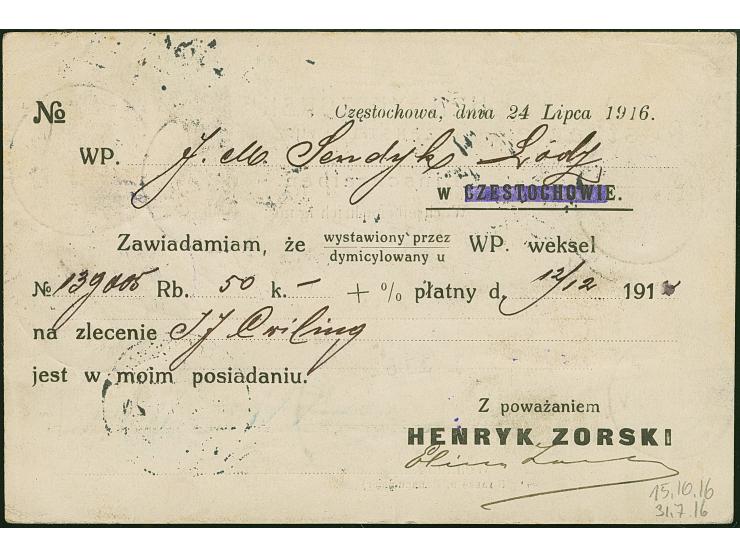 No Częstochowa, dnia 24 Lipca 1916.
WP. J. M. Sendyk Łódź
W CZĘSTOCHOWIE.
Zawiadamiam, że wystawiony przez WP. weksel
dymicylowany u
No 139005 Rb. 50 k. – + % płatny d. 12/12 191
na zlecenie J J Cviling
jest w moim posiadaniu.
Z poważaniem
HENRYK ZORSKI
15.10.16
31.7.16